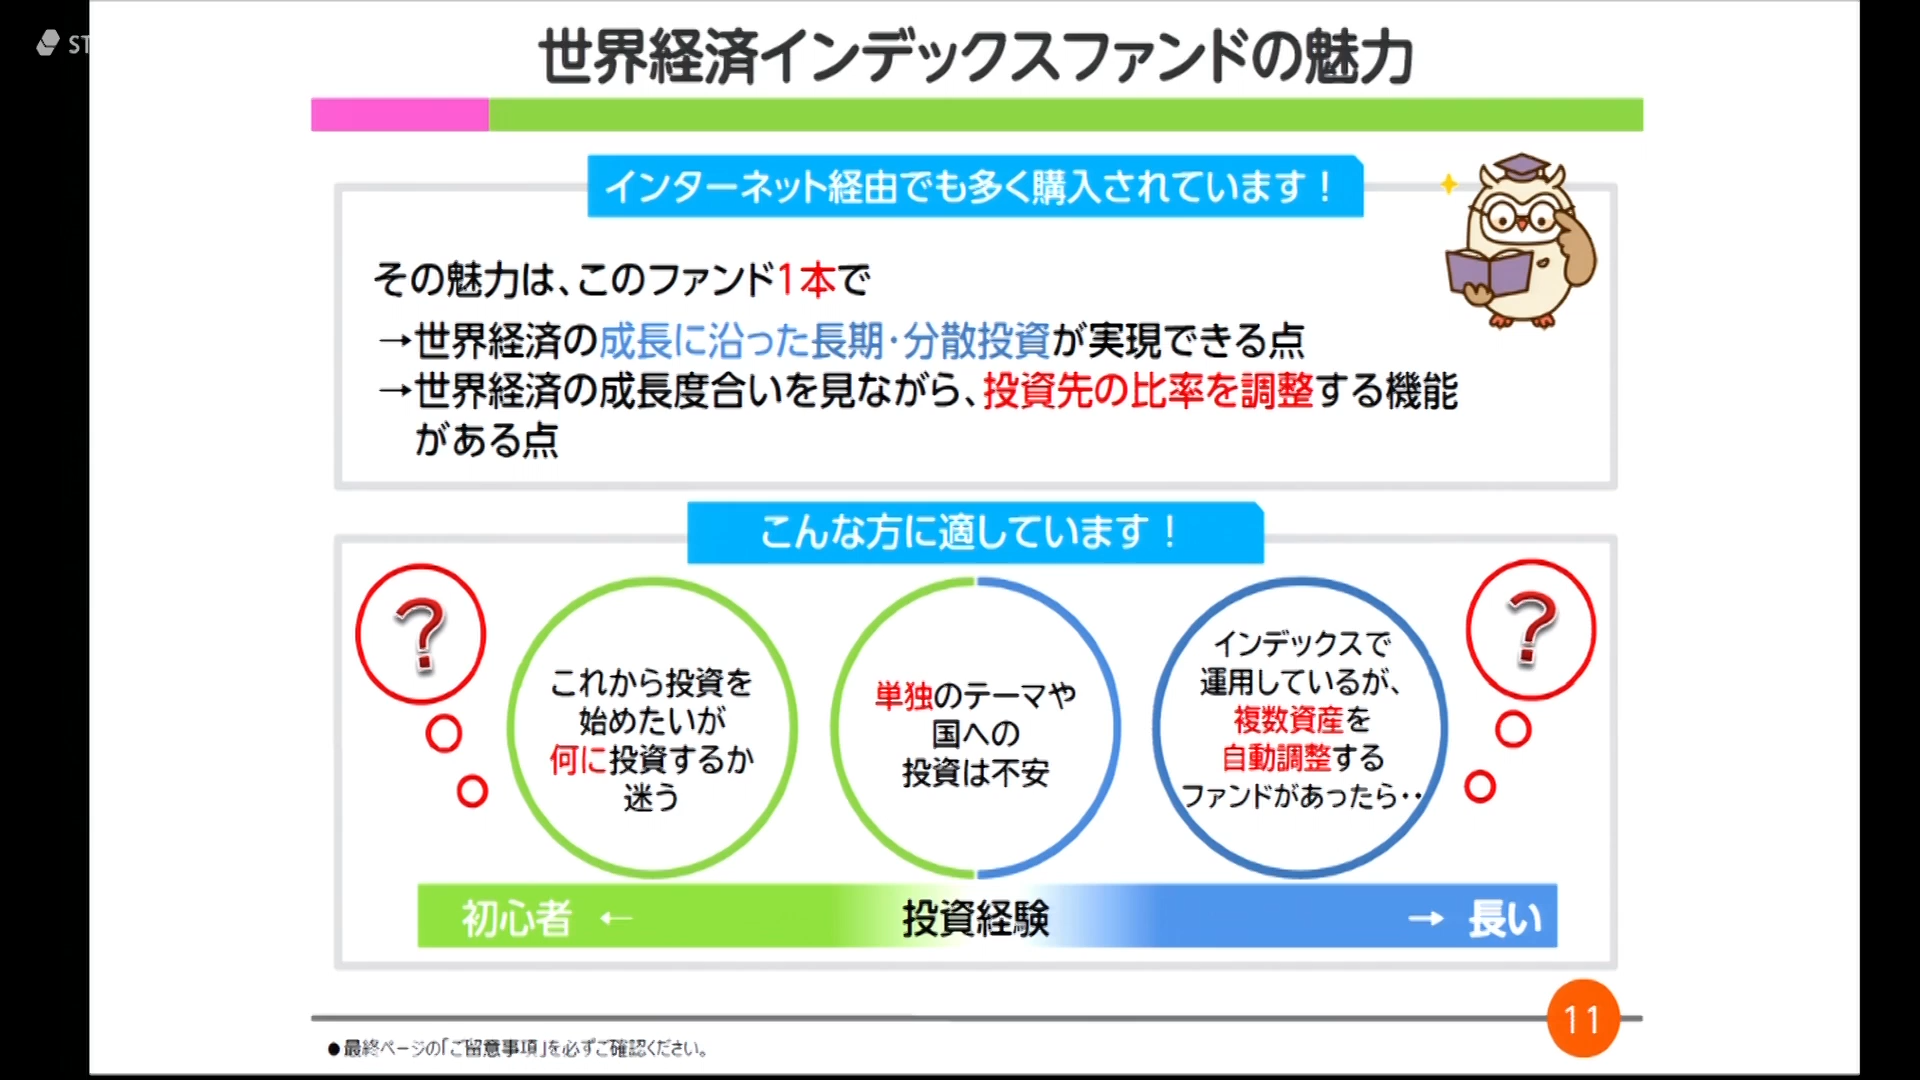 ST
世界経済インデックスファンドの魅力
インターネット経由でも多く購入されています！
その魅力は、このファンド1本で
→世界経済の成長に沿った長期・分散投資が実現できる点
→世界経済の成長度合いを見ながら、投資先の比率を調整する機能
がある点
こんな方に適しています！
?
これから投資を
始めたいが
何に投資するか
迷う
単独のテーマや
国への
投資は不安
インデックスで
運用しているが、
複数資産を
自動調整する
ファンドがあったら‥
?
初心者 ← 投資経験 → 長い
11
●最終ページの「ご留意事項」を必ずご確認ください。